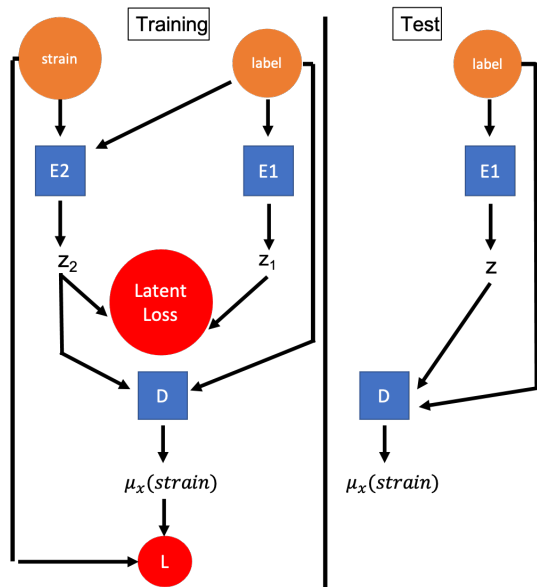 Training
Test
strain
label
label
E2
E1
E1
z2
z1
z
Latent
Loss
D
D
μx(strain)
μx(strain)
L